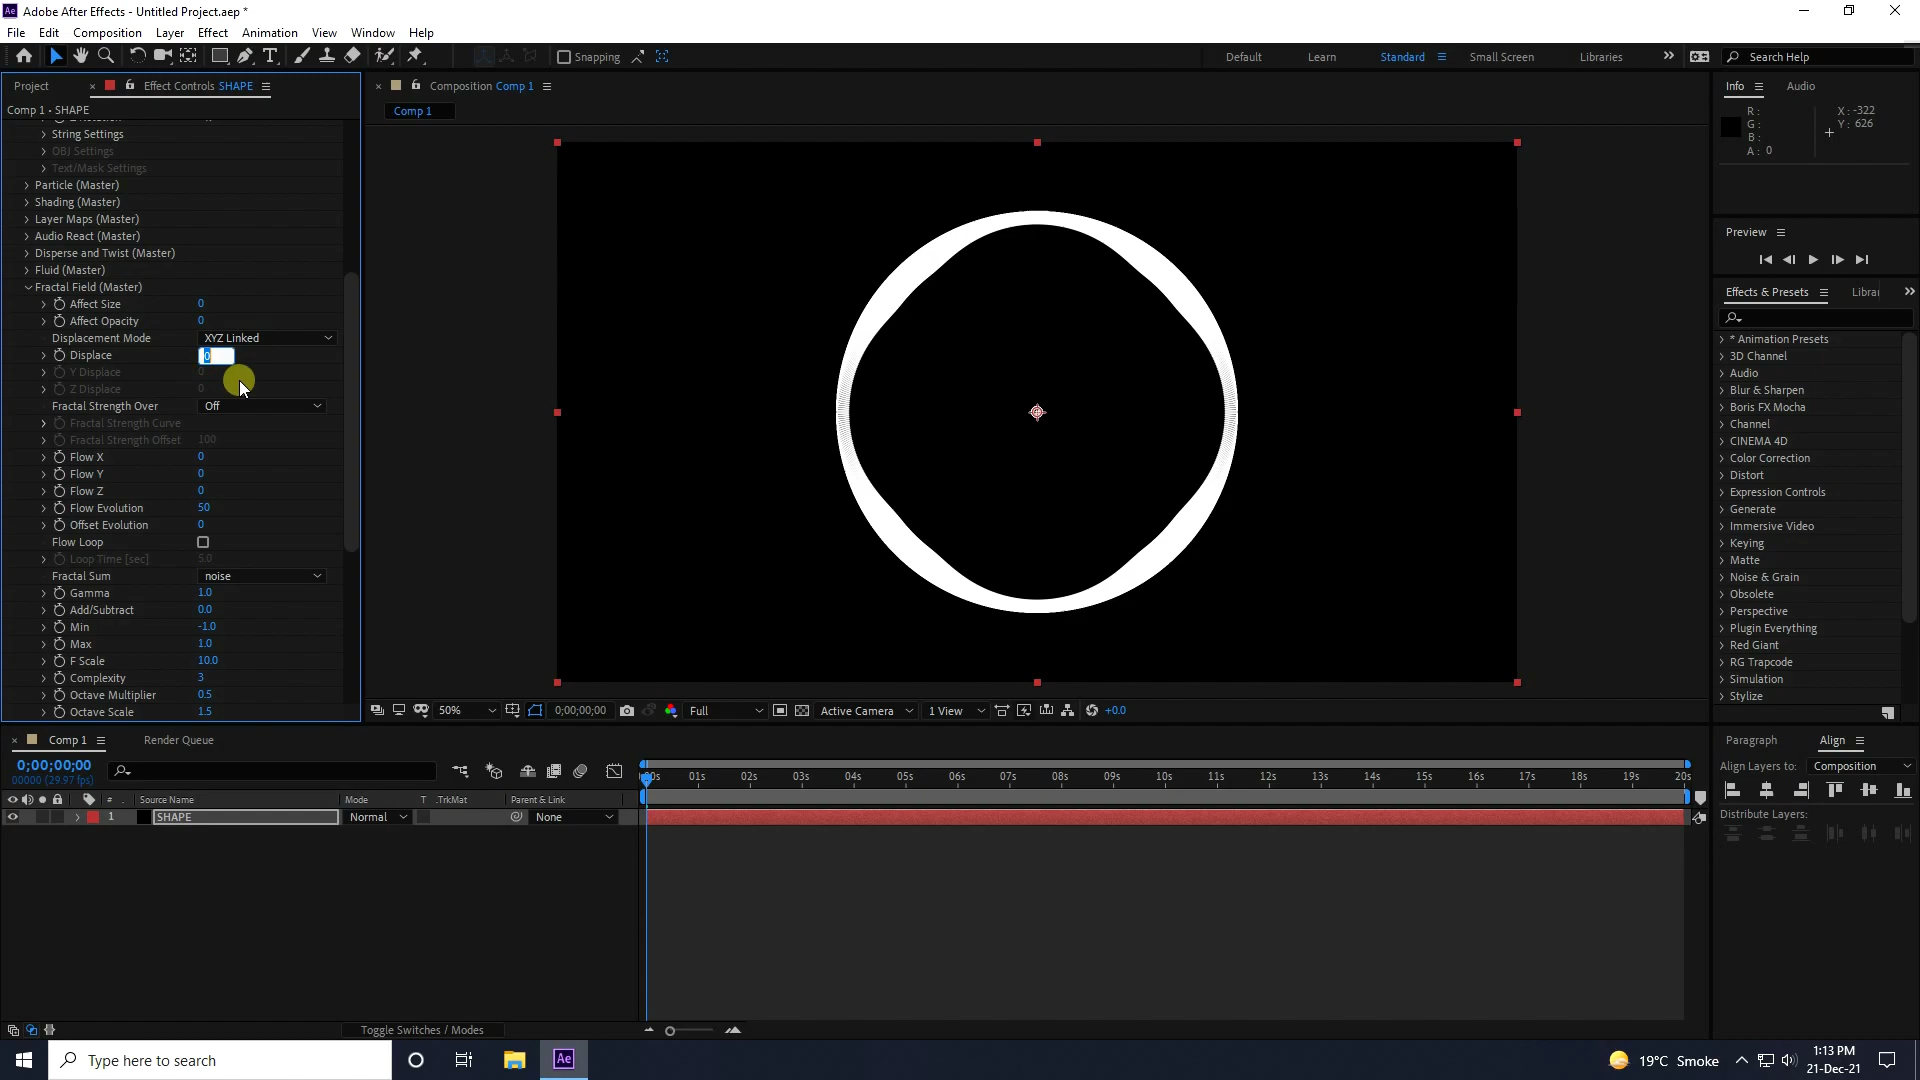 Ae Adobe After Effects - Untitled Project.aep *
File Edit Composition Layer Effect Animation View Window Help
Snapping Default Learn Standard Small Screen Libraries Search Help
Project Effect Controls SHAPE
Comp 1 • SHAPE
String Settings
OBJ Settings
Text/Mask Settings
Particle (Master)
Shading (Master)
Layer Maps (Master)
Audio React (Master)
Disperse and Twist (Master)
Fluid (Master)
Fractal Field (Master)
Affect Size 0
Affect Opacity 0
Displacement Mode XYZ Linked
Displace 0
Y Displace 0
Z Displace 0
Fractal Strength Over Off
Fractal Strength Curve
Fractal Strength Offset 100
Flow X 0
Flow Y 0
Flow Z 0
Flow Evolution 50
Offset Evolution 0
Flow Loop
Loop Time [sec] 5.0
Fractal Sum noise
Gamma 1.0
Add/Subtract 0.0
Min -1.0
Max 1.0
F Scale 10.0
Complexity 3
Octave Multiplier 0.5
Octave Scale 1.5
Composition Comp 1
Comp 1
50% 0;00;00;00 Full Active Camera 1 View +0.0
Info Audio
R : X : -322
G : Y : 626
B :
A : 0
Preview
Effects & Presets Librai
* Animation Presets
3D Channel
Audio
Blur & Sharpen
Boris FX Mocha
Channel
CINEMA 4D
Color Correction
Distort
Expression Controls
Generate
Immersive Video
Keying
Matte
Noise & Grain
Obsolete
Perspective
Plugin Everything
Red Giant
RG Trapcode
Simulation
Stylize
Comp 1 Render Queue
0;00;00;00
00000 (29.97 fps)
:00s 01s 02s 03s 04s 05s 06s 07s 08s 09s 10s 11s 12s 13s 14s 15s 16s 17s 18s 19s 20s
# . Source Name Mode T .TrkMat Parent & Link
1 SHAPE Normal None
Toggle Switches / Modes
Paragraph Align
Align Layers to: Composition
Distribute Layers:
Type here to search Ae 19°C Smoke 1:13 PM
21-Dec-21